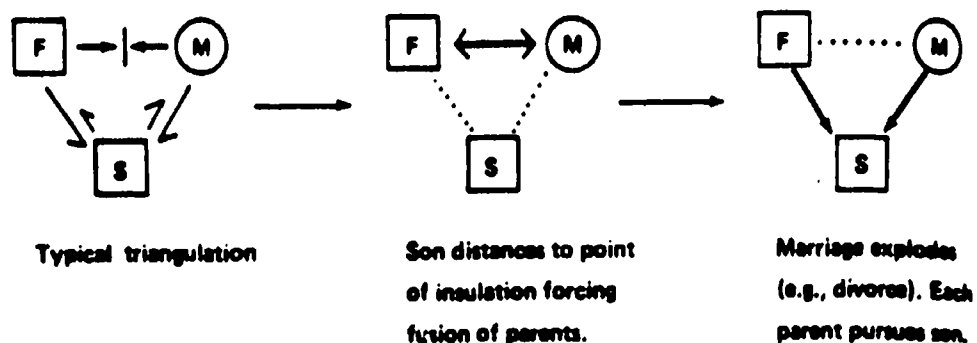 F M
S
F M
S
F M
S
Typical triangulation
Son distances to point
of insulation forcing
fusion of parents.
Marriage explodes
(e.g., divorce). Each
parent pursues son.